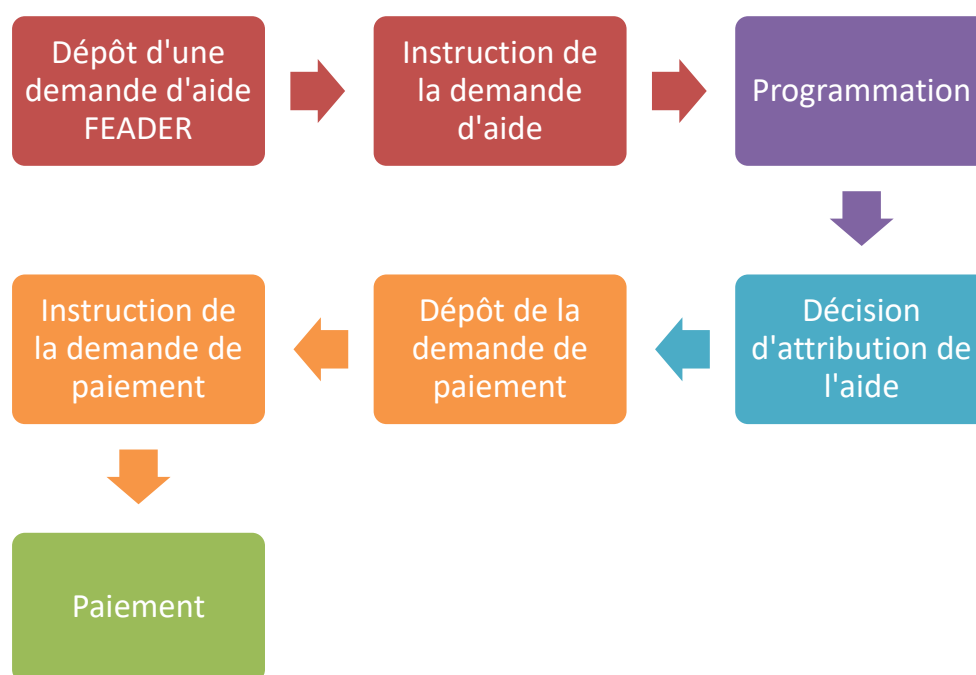 Dépôt d'une
demande d'aide
FEADER
Instruction de
la demande
d'aide
Programmation
Décision
d'attribution de
l'aide
Dépôt de la
demande de
paiement
Instruction de
la demande de
paiement
Paiement